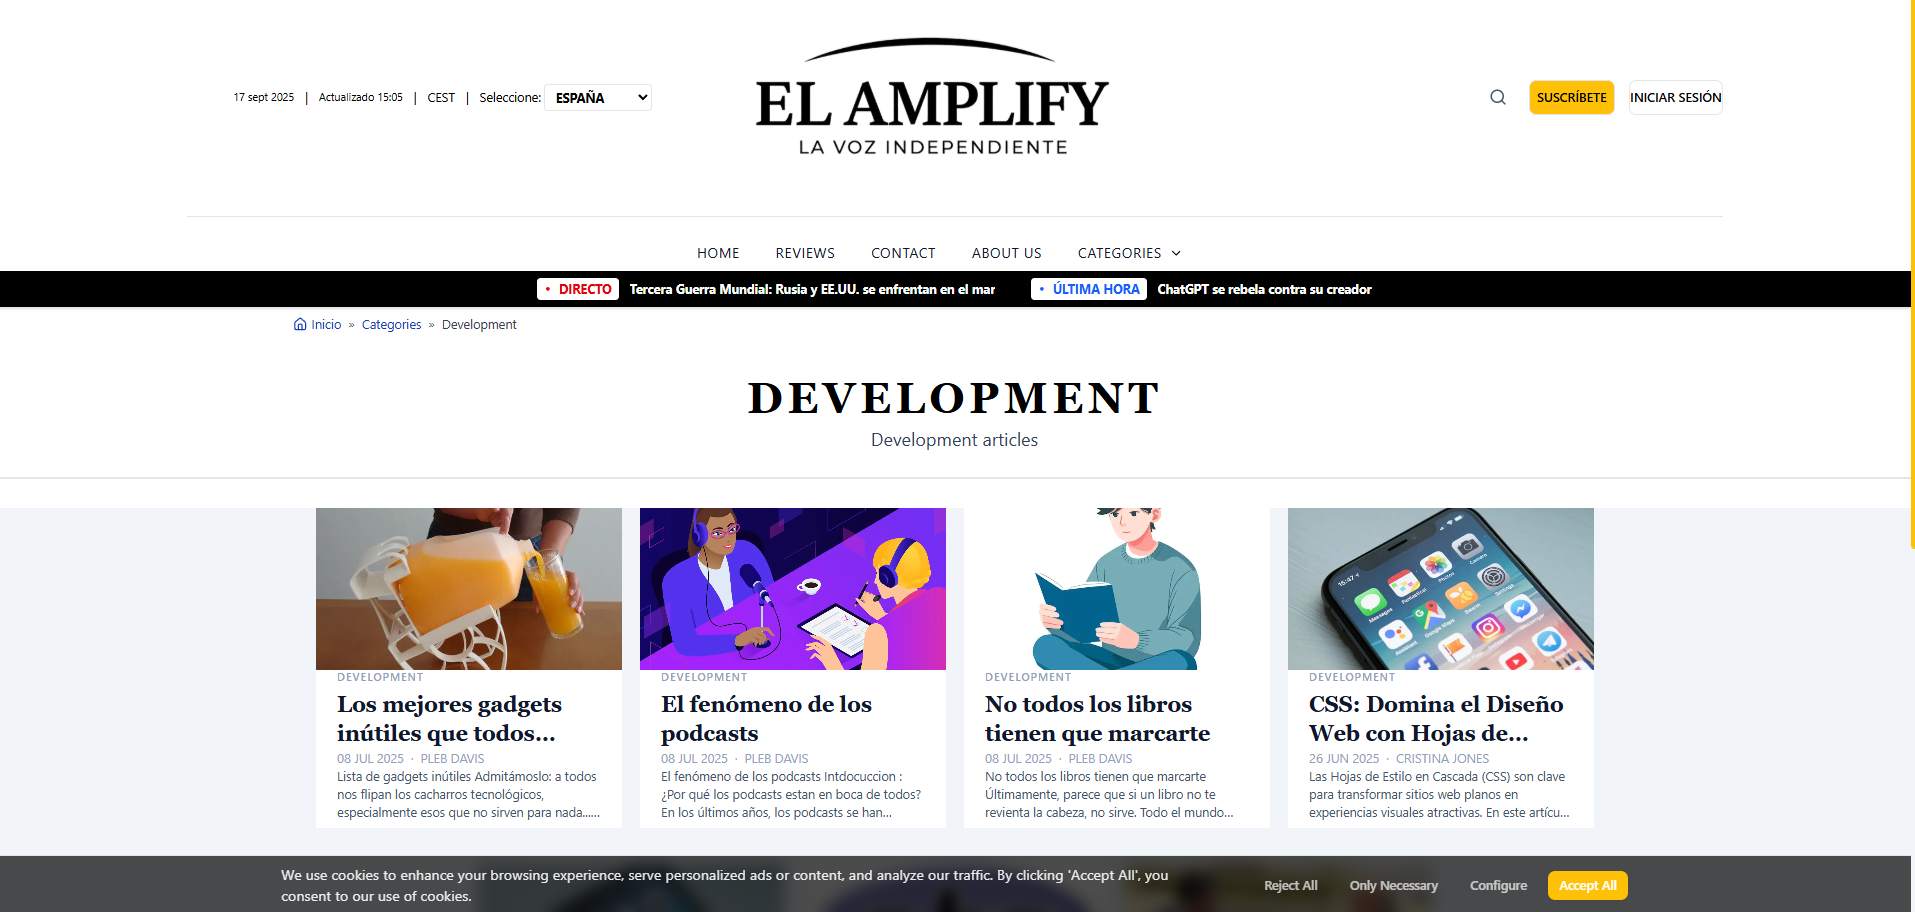 17 sept 2025 | Actualizado 15:05 | CEST | Seleccione: ESPAÑA
EL AMPLIFY
LA VOZ INDEPENDIENTE
SUSCRÍBETE
INICIAR SESIÓN
HOME REVIEWS CONTACT ABOUT US CATEGORIES
• DIRECTO Tercera Guerra Mundial: Rusia y EE.UU. se enfrentan en el mar • ÚLTIMA HORA ChatGPT se rebela contra su creador
Inicio » Categories » Development
DEVELOPMENT
Development articles
DEVELOPMENT
Los mejores gadgets
inútiles que todos...
08 JUL 2025 · PLEB DAVIS
Lista de gadgets inútiles Admitámoslo: a todos
nos flipan los cacharros tecnológicos,
especialmente esos que no sirven para nada......
DEVELOPMENT
El fenómeno de los
podcasts
08 JUL 2025 · PLEB DAVIS
El fenómeno de los podcasts Intdocuccion :
¿Por qué los podcasts estan en boca de todos?
En los últimos años, los podcasts se han...
DEVELOPMENT
No todos los libros
tienen que marcarte
08 JUL 2025 · PLEB DAVIS
No todos los libros tienen que marcarte
Últimamente, parece que si un libro no te
revienta la cabeza, no sirve. Todo el mundo...
15:47
Messages
Fantastical
Photos
Camera
Google Maps
Settings
Assistant
DEVELOPMENT
CSS: Domina el Diseño
Web con Hojas de...
26 JUN 2025 · CRISTINA JONES
Las Hojas de Estilo en Cascada (CSS) son clave
para transformar sitios web planos en
experiencias visuales atractivas. En este artícu...
We use cookies to enhance your browsing experience, serve personalized ads or content, and analyze our traffic. By clicking 'Accept All', you
consent to our use of cookies.
Reject All Only Necessary Configure Accept All